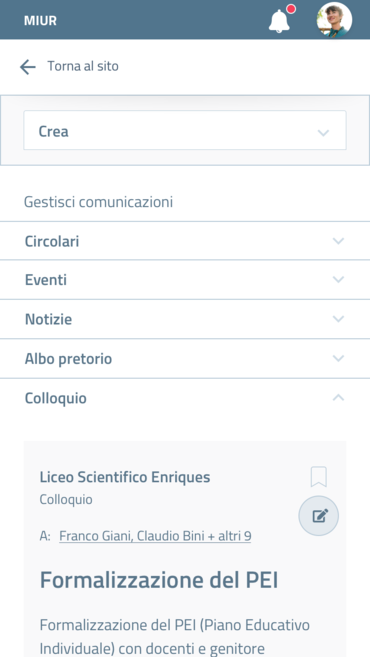 MIUR
Torna al sito
Crea
Gestisci comunicazioni
Circolari
Eventi
Notizie
Albo pretorio
Colloquio
Liceo Scientifico Enriques
Colloquio
A: Franco Giani, Claudio Bini + altri 9
Formalizzazione del PEI
Formalizzazione del PEI (Piano Educativo
Individuale) con docenti e genitore